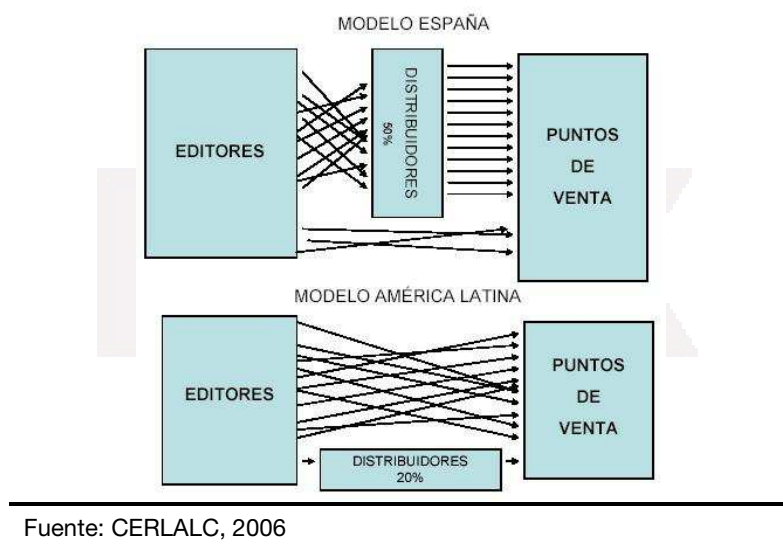 MODELO ESPAÑA
EDITORES
DISTRIBUIDORES
50%
PUNTOS
DE
VENTA
MODELO AMÉRICA LATINA
EDITORES
DISTRIBUIDORES
20%
PUNTOS
DE
VENTA
Fuente: CERLALC, 2006